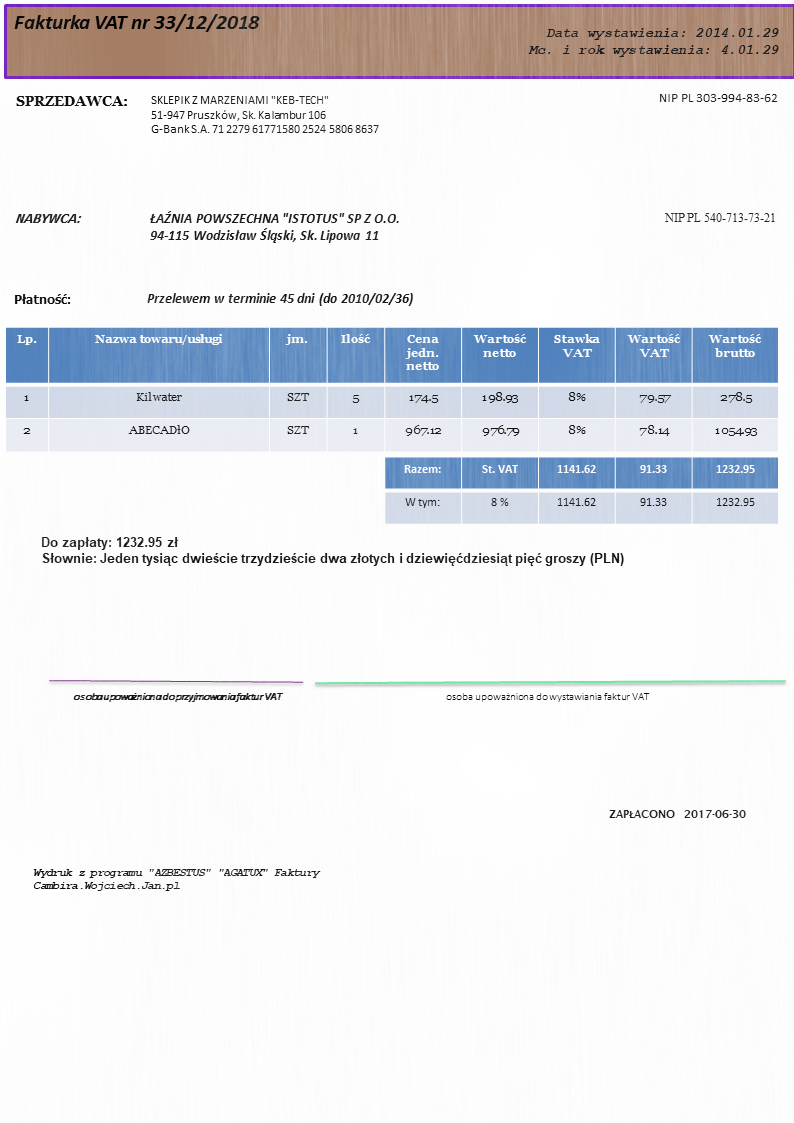 Fakturka VAT nr 33/12/2018
Data wystawienia: 2014.01.29
Mc. i rok wystawienia: 4.01.29
SPRZEDAWCA: SKLEPIK Z MARZENIAMI "KEB-TECH" NIP PL 303-994-83-62
51-947 Pruszków, Sk. Kalambur 106
G-Bank S.A. 71 2279 61771580 2524 5806 8637
NABYWCA: ŁAŹNIA POWSZECHNA "ISTOTUS" SP Z O.O. NIP PL 540-713-73-21
94-115 Wodzisław Śląski, Sk. Lipowa 11
Płatność: Przelewem w terminie 45 dni (do 2010/02/36)
Lp. Nazwa towaru/usługi jm. Ilość Cena jedn. netto Wartość netto Stawka VAT Wartość VAT Wartość brutto
1 Kilwater SZT 5 174.5 198.93 8% 79.57 278.5
2 ABECADłO SZT 1 967.12 976.79 8% 78.14 1054.93
Razem: St. VAT 1141.62 91.33 1232.95
W tym: 8 % 1141.62 91.33 1232.95
Do zapłaty: 1232.95 zł
Słownie: Jeden tysiąc dwieście trzydzieście dwa złotych i dziewięćdziesiąt pięć groszy (PLN)
osoba upoważniona do przyjmowania faktur VAT osoba upoważniona do wystawiania faktur VAT
ZAPŁACONO 2017-06-30
Wydruk z programu "AZBESTUS" "AGATUX" Faktury
Cambira.Wojciech.Jan.pl